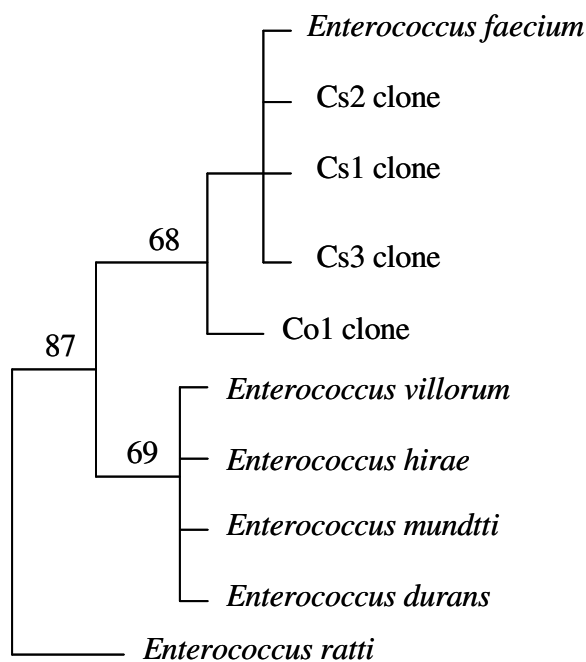 Enterococcus faecium
Cs2 clone
Cs1 clone
68
Cs3 clone
Co1 clone
87
Enterococcus villorum
69
Enterococcus hirae
Enterococcus mundtti
Enterococcus durans
Enterococcus ratti